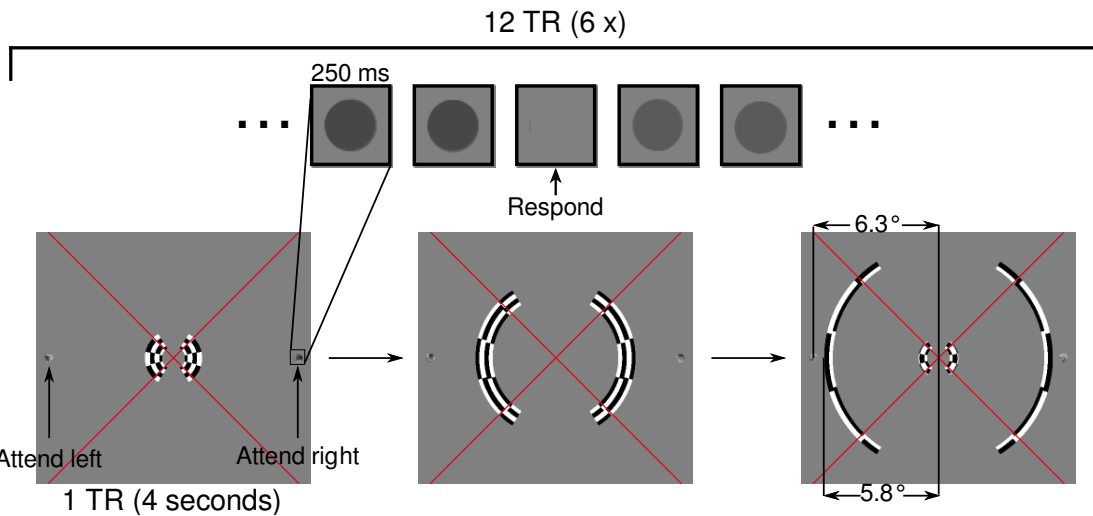 12 TR (6 x)
250 ms
Respond
6.3°
Attend left
Attend right
5.8°
1 TR (4 seconds)